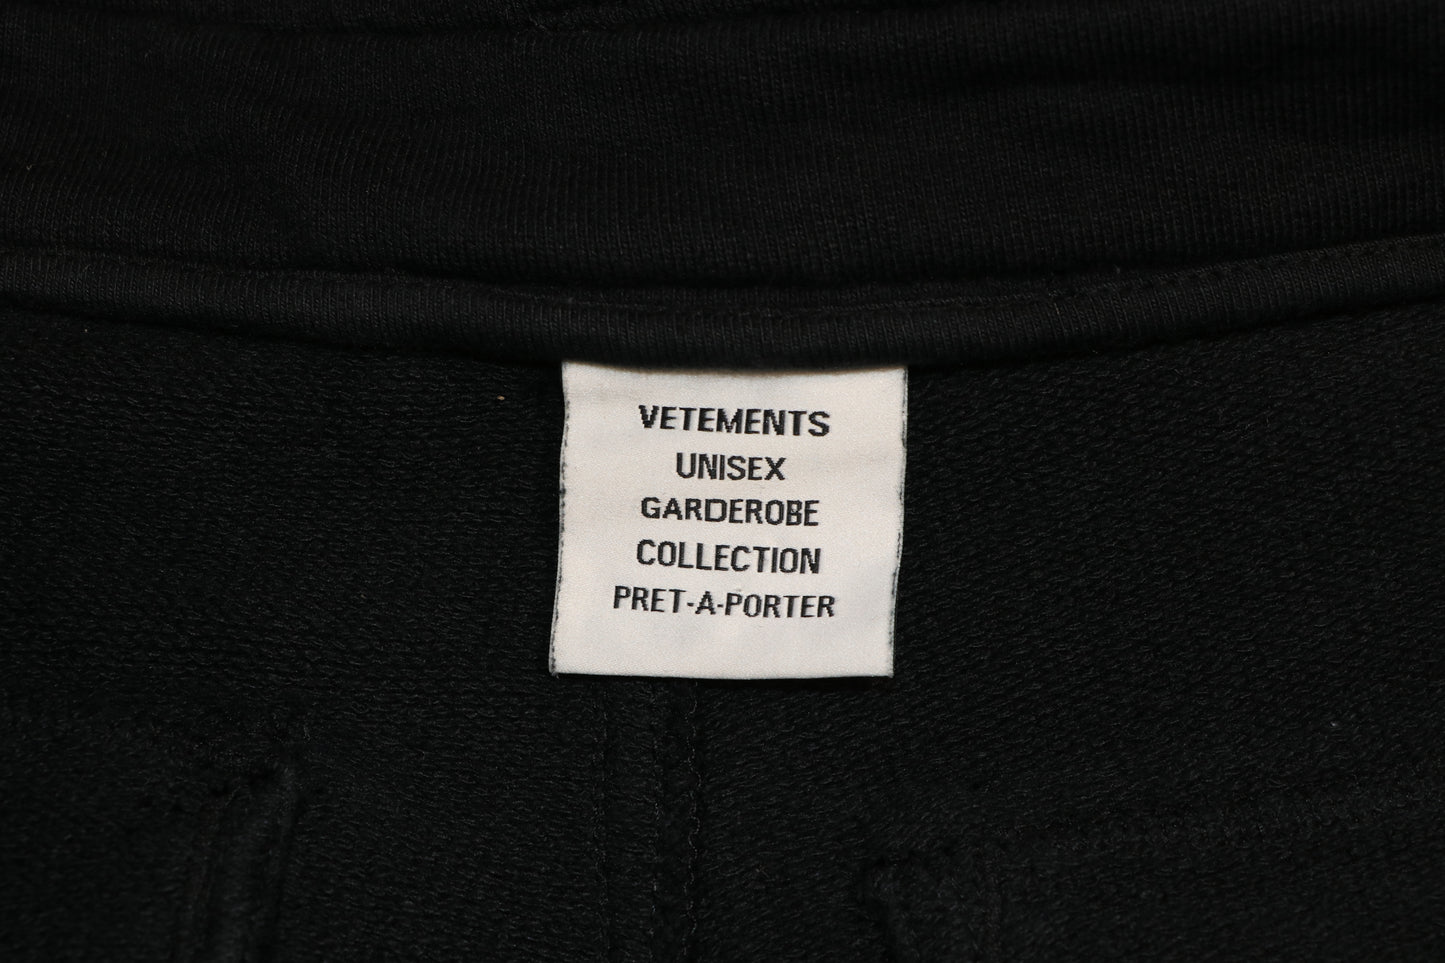 VETEMENTS
UNISEX
GARDEROBE
COLLECTION
PRET-A-PORTER